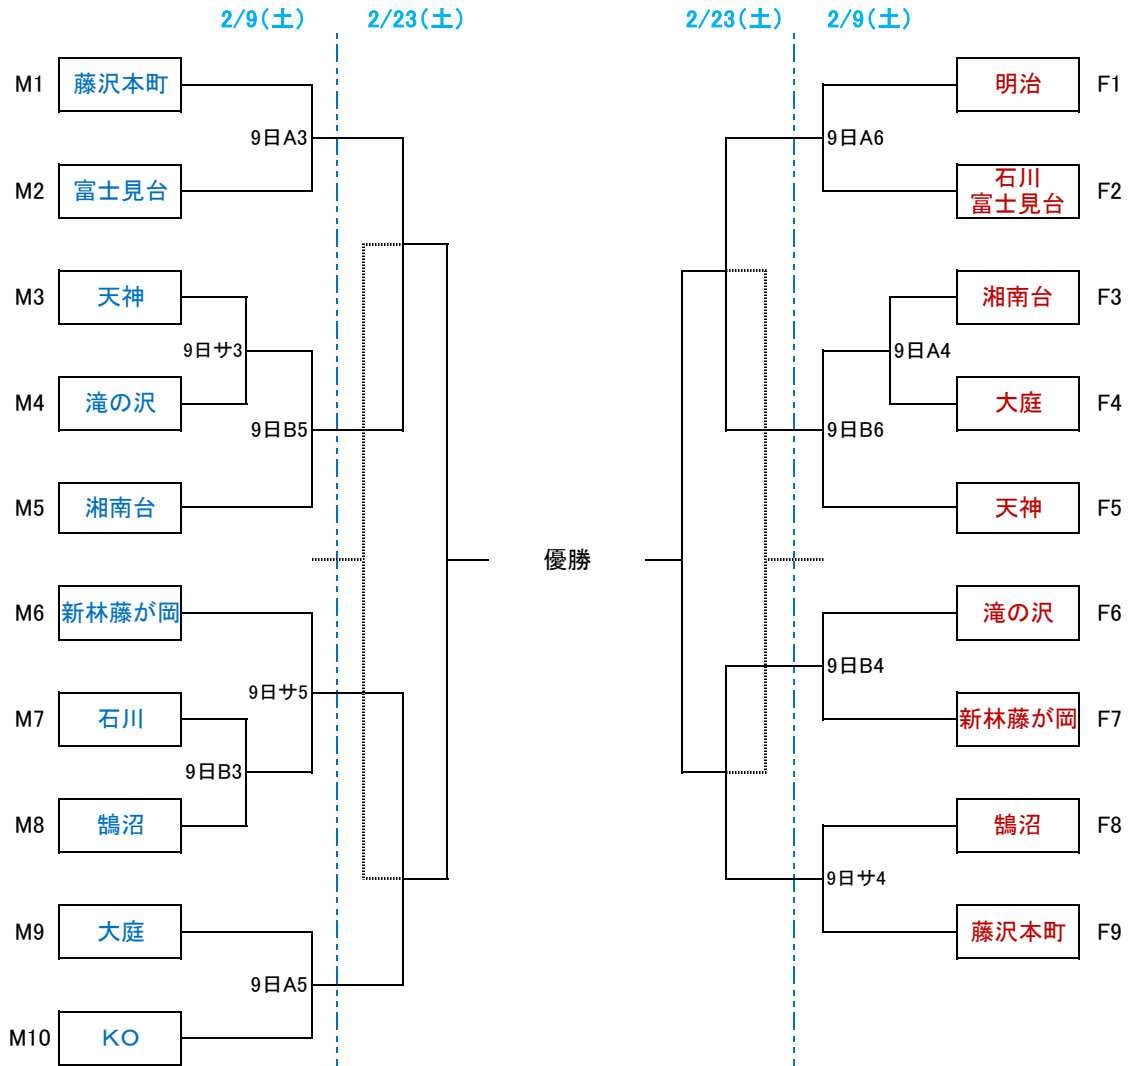 2/9(土)
2/23(土)
2/23(土)
2/9(土)
M1
藤沢本町
9日A3
M2
富士見台
M3
天神
9日サ3
M4
滝の沢
9日B5
M5
湘南台
M6
新林藤が岡
9日サ5
M7
石川
9日B3
M8
鵠沼
M9
大庭
9日A5
M10
KO
優勝
明治
F1
9日A6
石川
富士見台
F2
湘南台
F3
9日A4
大庭
F4
9日B6
天神
F5
滝の沢
F6
9日B4
新林藤が岡
F7
鵠沼
F8
9日サ4
藤沢本町
F9